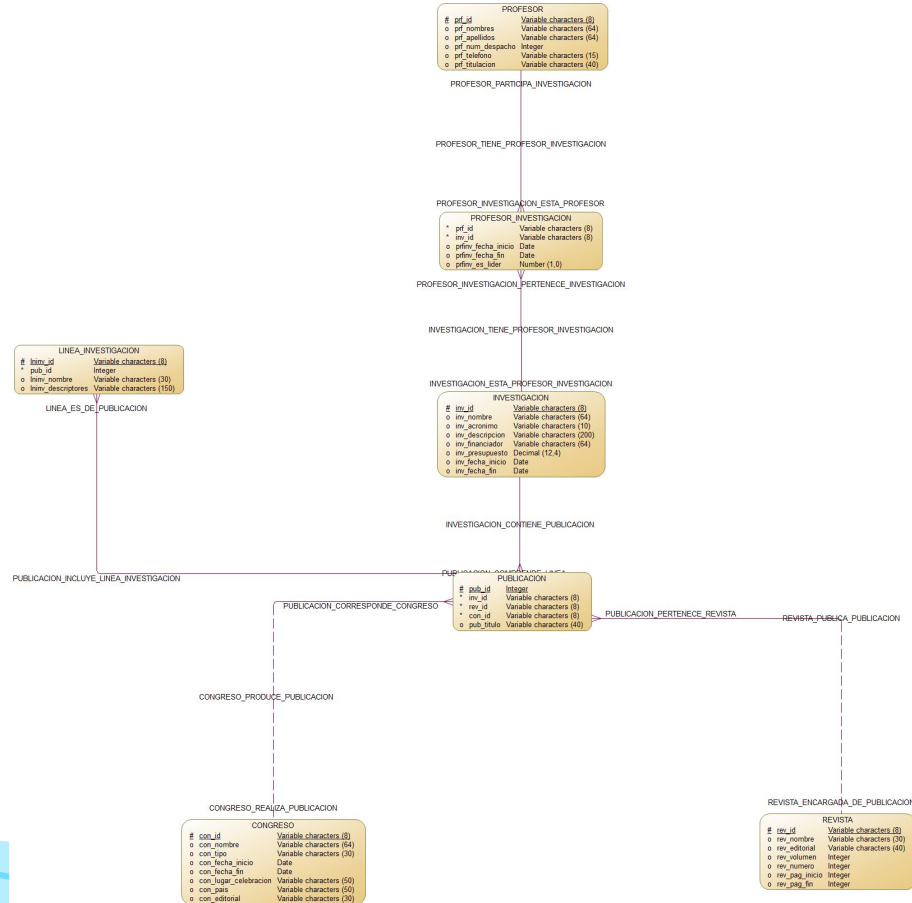 PROFESOR
# prf_id Variable characters (8)
o prf_nombres Variable characters (64)
o prf_apellidos Variable characters (64)
o prf_num_despacho Integer
o prf_telefono Variable characters (15)
o prf_titulacion Variable characters (40)
PROFESOR_PARTICIPA_INVESTIGACION
PROFESOR_TIENE_PROFESOR_INVESTIGACION
PROFESOR_INVESTIGACION_ESTA_PROFESOR
PROFESOR_INVESTIGACION
* prf_id Variable characters (8)
* inv_id Variable characters (8)
o prfinv_fecha_inicio Date
o prfinv_fecha_fin Date
o prfinv_es_lider Number (1,0)
PROFESOR_INVESTIGACION_PERTENECE_INVESTIGACION
INVESTIGACION_TIENE_PROFESOR_INVESTIGACION
LINEA_INVESTIGACION
# lninv_id Variable characters (8)
* pub_id Integer
o lninv_nombre Variable characters (30)
o lninv_descriptores Variable characters (150)
LINEA_ES_DE_PUBLICACION
INVESTIGACION_ESTA_PROFESOR_INVESTIGACION
INVESTIGACION
# inv_id Variable characters (8)
o inv_nombre Variable characters (64)
o inv_acronimo Variable characters (10)
o inv_descripcion Variable characters (200)
o inv_financiador Variable characters (64)
o inv_presupuesto Decimal (12,4)
o inv_fecha_inicio Date
o inv_fecha_fin Date
INVESTIGACION_CONTIENE_PUBLICACION
PUBLICACION_INCLUYE_LINEA_INVESTIGACION
PUBLICACION
# pub_id Integer
* inv_id Variable characters (8)
* rev_id Variable characters (8)
* con_id Variable characters (8)
o pub_titulo Variable characters (40)
PUBLICACION_CORRESPONDE_CONGRESO
PUBLICACION_PERTENECE_REVISTA
REVISTA_PUBLICA_PUBLICACION
CONGRESO_PRODUCE_PUBLICACION
CONGRESO_REALIZA_PUBLICACION
REVISTA_ENCARGADA_DE_PUBLICACION
CONGRESO
# con_id Variable characters (8)
o con_nombre Variable characters (64)
o con_tipo Variable characters (30)
o con_fecha_inicio Date
o con_fecha_fin Date
o con_lugar_celebracion Variable characters (50)
o con_pais Variable characters (50)
o con_editorial Variable characters (30)
REVISTA
# rev_id Variable characters (8)
o rev_nombre Variable characters (30)
o rev_editorial Variable characters (40)
o rev_volumen Integer
o rev_numero Integer
o rev_pag_inicio Integer
o rev_pag_fin Integer